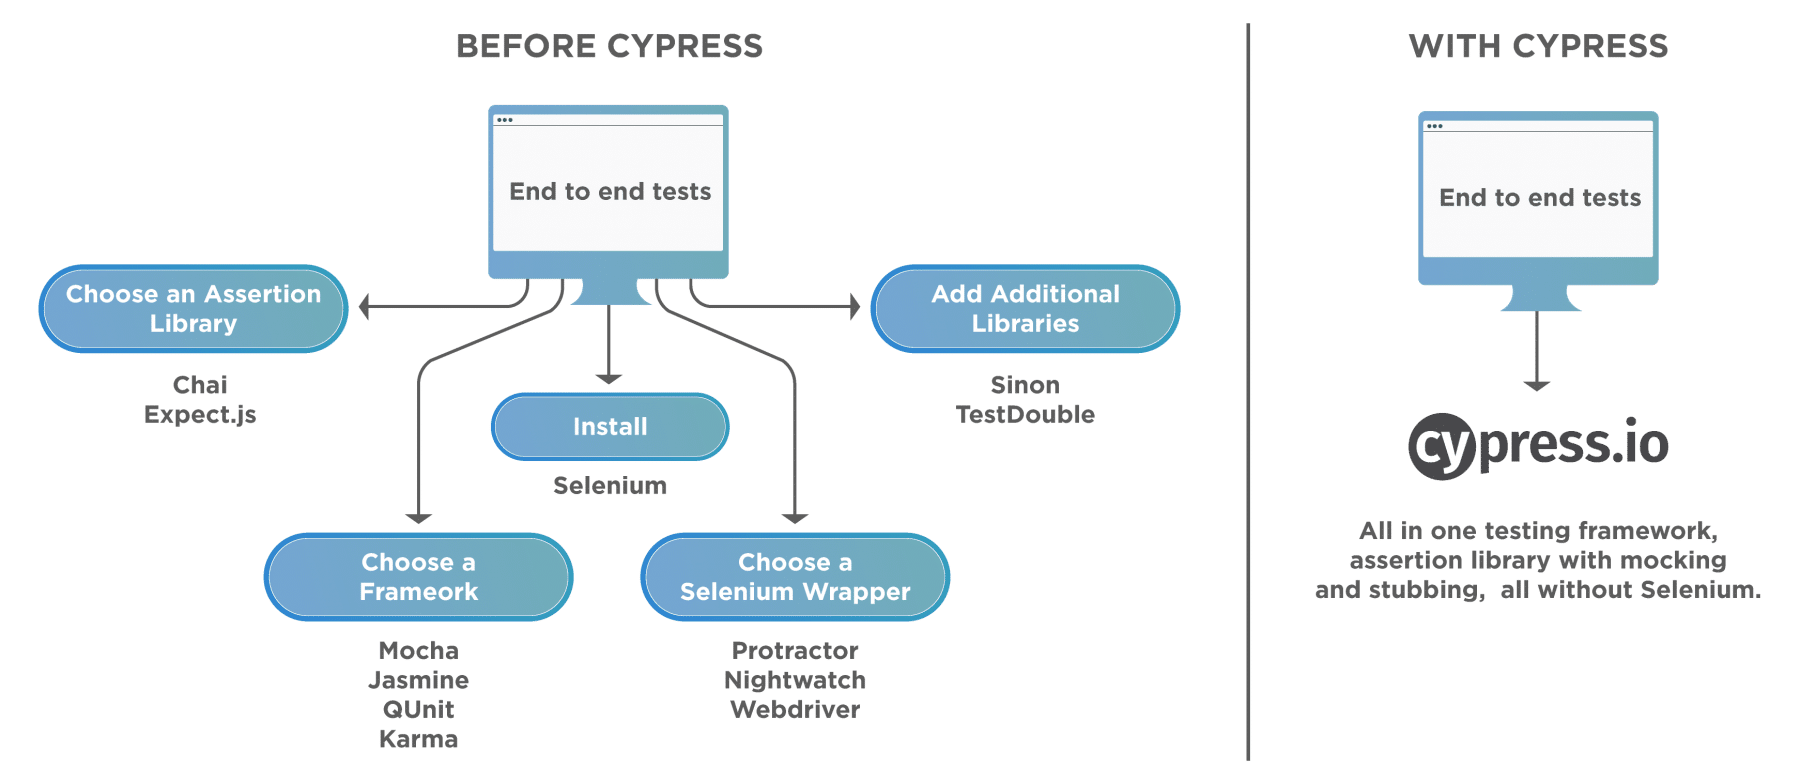 BEFORE CYPRESS
End to end tests
Choose an Assertion
Library
Chai
Expect.js
Choose a
Frameork
Mocha
Jasmine
QUnit
Karma
Install
Selenium
Choose a
Selenium Wrapper
Protractor
Nightwatch
Webdriver
Add Additional
Libraries
Sinon
TestDouble
WITH CYPRESS
End to end tests
cypress.io
All in one testing framework,
assertion library with mocking
and stubbing,  all without Selenium.